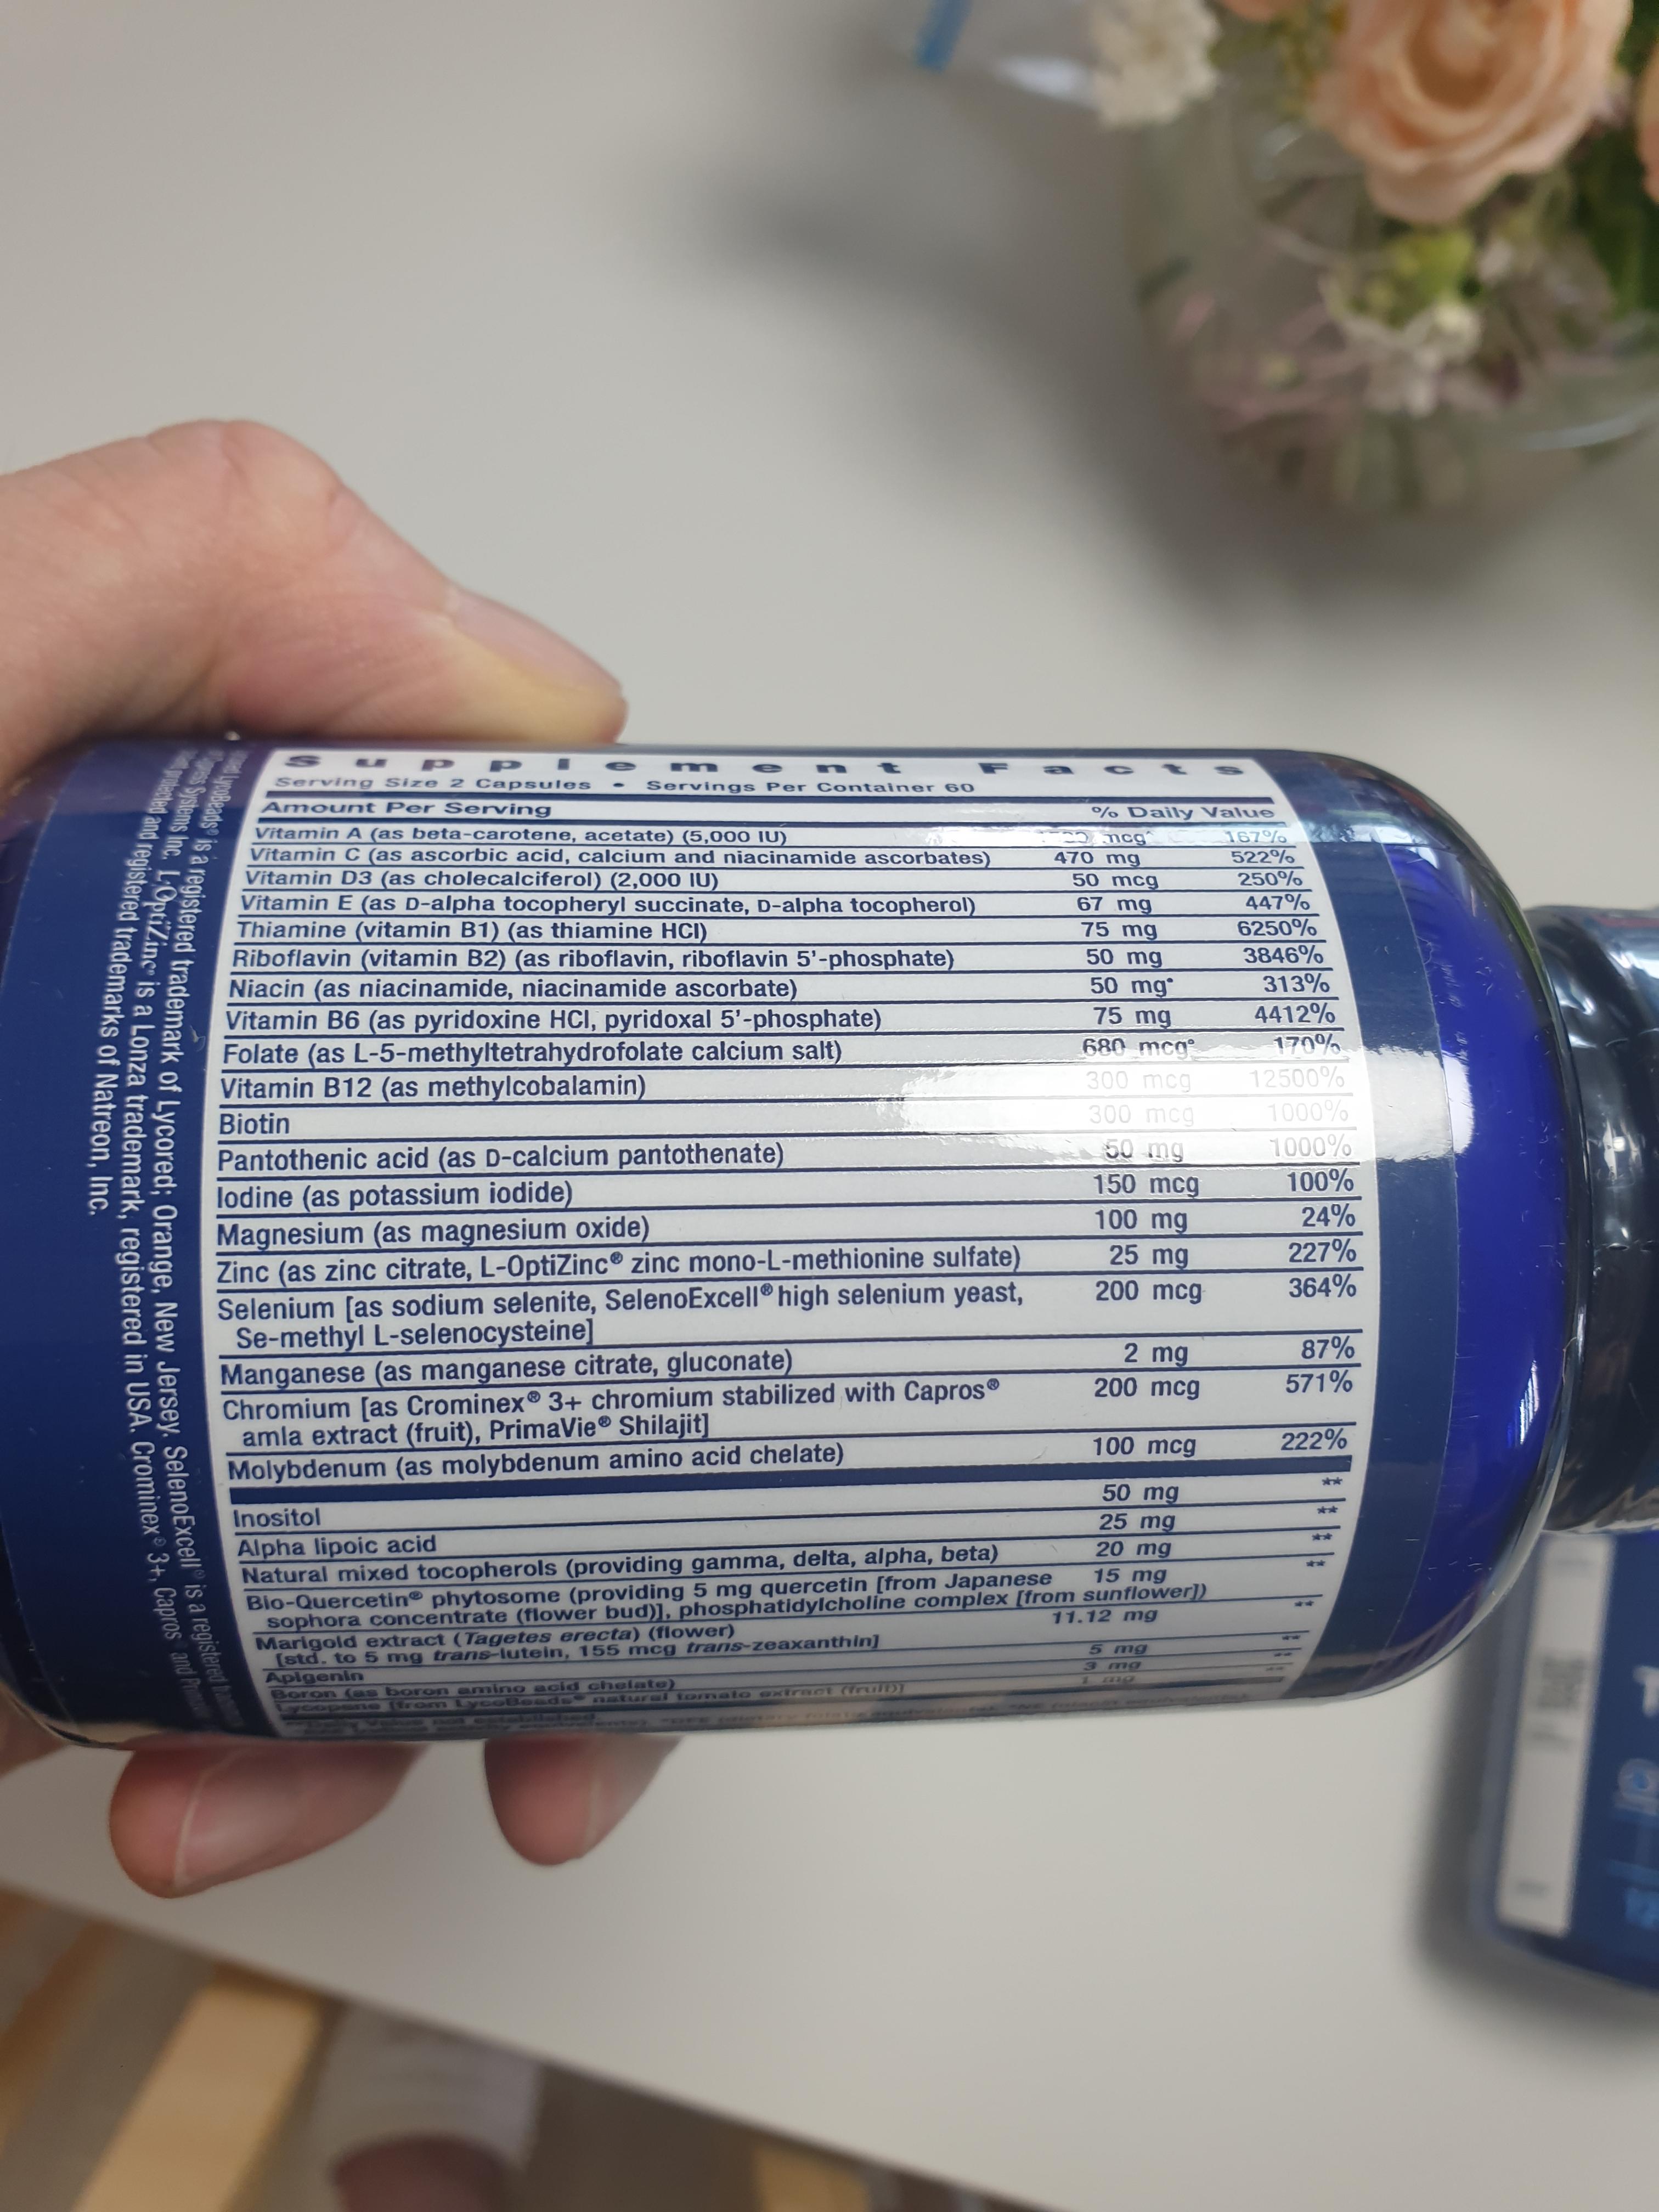 Supplement Facts
Serving Size 2 Capsules • Servings Per Container 60
Amount Per Serving % Daily Value
Vitamin A (as beta-carotene, acetate) (5,000 IU) mcg 167%
Vitamin C (as ascorbic acid, calcium and niacinamide ascorbates) 470 mg 522%
Vitamin D3 (as cholecalciferol) (2,000 IU) 50 mcg 250%
Vitamin E (as D-alpha tocopheryl succinate, D-alpha tocopherol) 67 mg 447%
Thiamine (vitamin B1) (as thiamine HCl) 75 mg 6250%
Riboflavin (vitamin B2) (as riboflavin, riboflavin 5'-phosphate) 50 mg 3846%
Niacin (as niacinamide, niacinamide ascorbate) 50 mg• 313%
Vitamin B6 (as pyridoxine HCl, pyridoxal 5'-phosphate) 75 mg 4412%
Folate (as L-5-methyltetrahydrofolate calcium salt) 680 mcg° 170%
Vitamin B12 (as methylcobalamin) 300 mcg 12500%
Biotin 300 mcg 1000%
Pantothenic acid (as D-calcium pantothenate) 50 mg 1000%
Iodine (as potassium iodide) 150 mcg 100%
Magnesium (as magnesium oxide) 100 mg 24%
Zinc (as zinc citrate, L-OptiZinc® zinc mono-L-methionine sulfate) 25 mg 227%
Selenium [as sodium selenite, SelenoExcell® high selenium yeast, 200 mcg 364%
Se-methyl L-selenocysteine]
Manganese (as manganese citrate, gluconate) 2 mg 87%
Chromium [as Crominex® 3+ chromium stabilized with Capros® 200 mcg 571%
amla extract (fruit), PrimaVie® Shilajit]
Molybdenum (as molybdenum amino acid chelate) 100 mcg 222%
Inositol 50 mg **
Alpha lipoic acid 25 mg **
Natural mixed tocopherols (providing gamma, delta, alpha, beta) 20 mg **
Bio-Quercetin® phytosome (providing 5 mg quercetin [from Japanese 15 mg **
sophora concentrate (flower bud)], phosphatidylcholine complex [from sunflower])
Marigold extract (Tagetes erecta) (flower) 11.12 mg **
[std. to 5 mg trans-lutein, 155 mcg trans-zeaxanthin]
Apigenin 5 mg **
Boron (as boron amino acid chelate) 3 mg **
Lycopene [from LycoBeads® natural tomato extract (fruit)] 1 mg **
Daily Value not established.
LycoBeads® is a registered trademark of Lycored; Orange, New Jersey. SelenoExcell® is a registered
Systems Inc. L-OptiZinc® is a Lonza trademark, registered in USA. Crominex® 3+, Capros® and
and registered trademarks of Natreon, Inc.